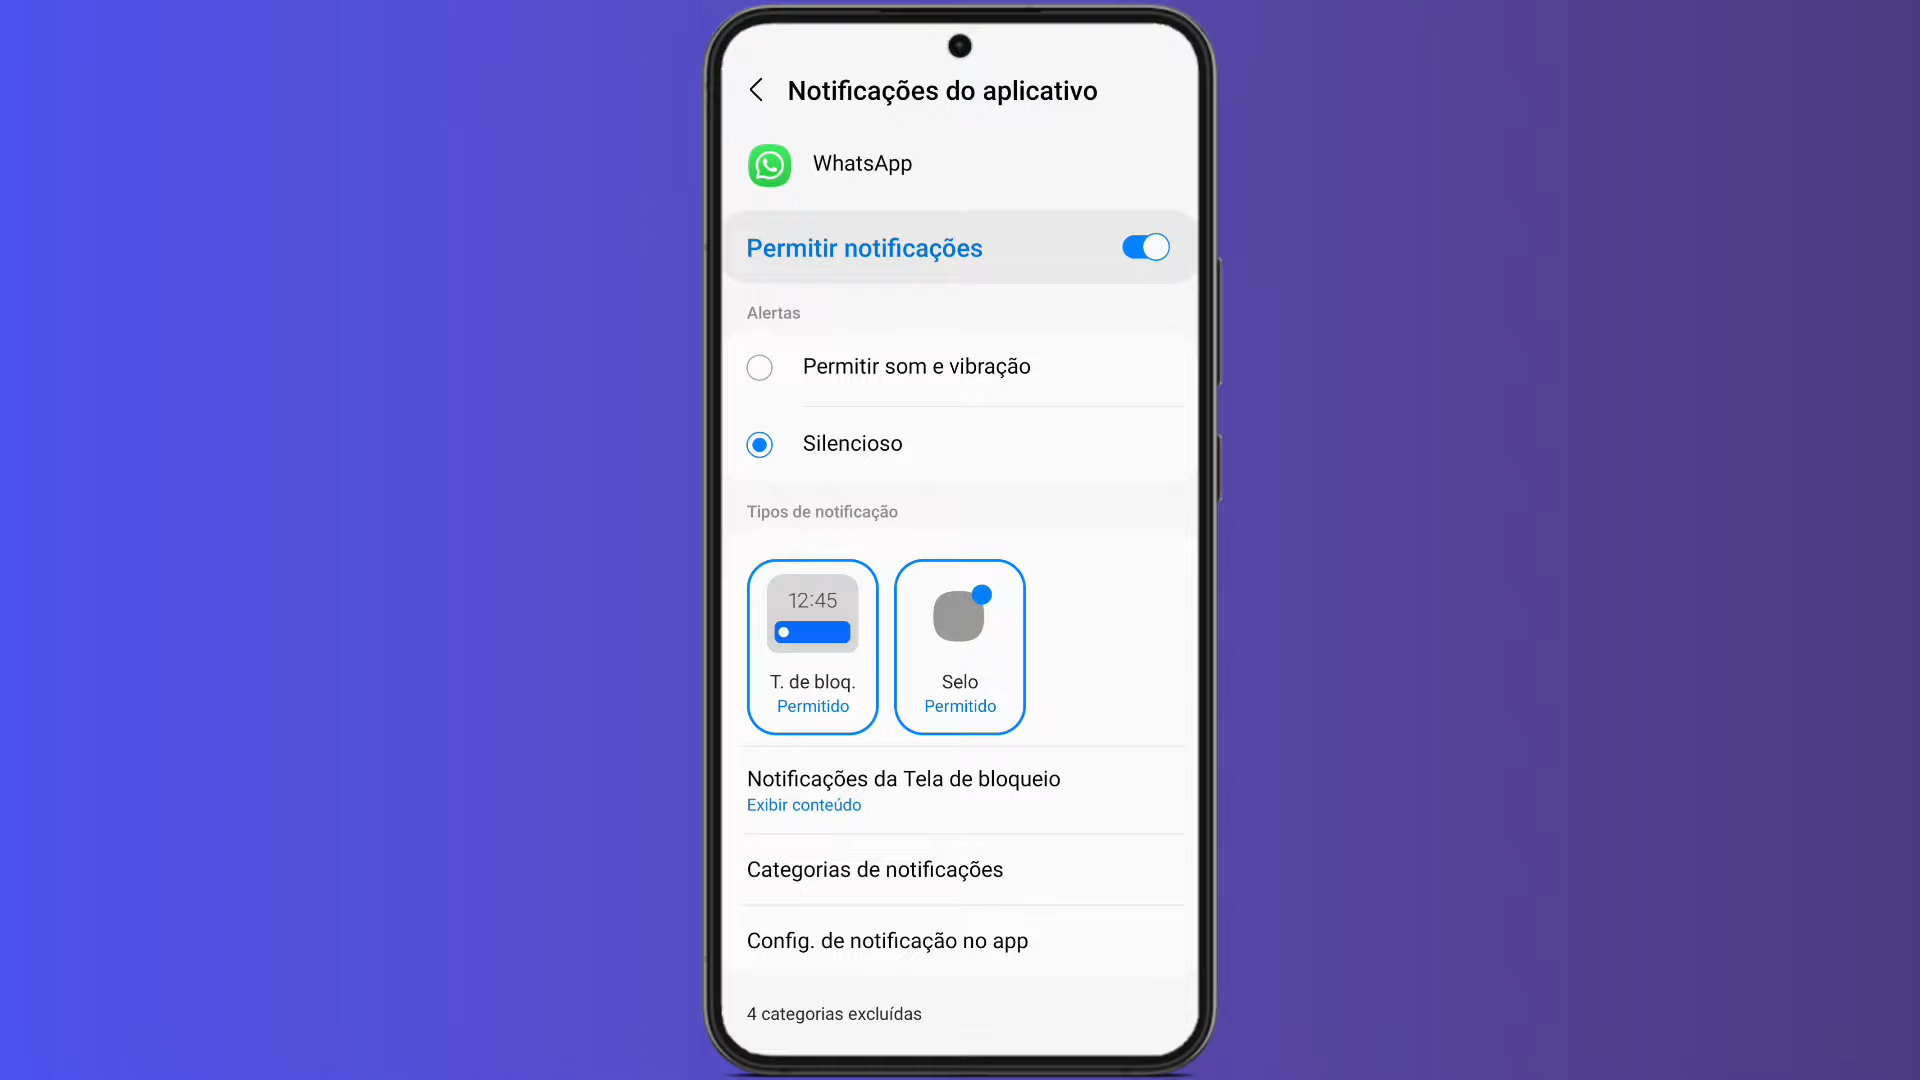 Notificações do aplicativo
WhatsApp
Permitir notificações
Alertas
Permitir som e vibração
Silencioso
Tipos de notificação
12:45
T. de bloq.
Permitido
Selo
Permitido
Notificações da Tela de bloqueio
Exibir conteúdo
Categorias de notificações
Config. de notificação no app
4 categorias excluídas